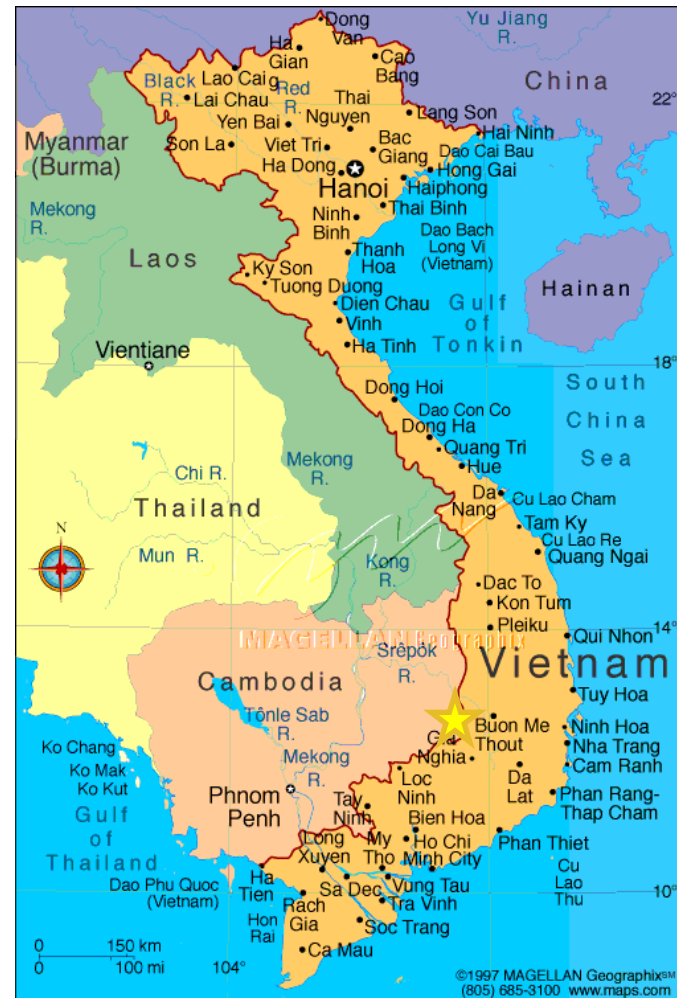 Dong
Van
Yu Jiang
R.
Ha
Gian
g
Cao
Bang
China
Lao Cai
Black
R.
Red
R.
Lai Chau
22°
Thai
Nguyen
Lang Son
Yen Bai
Hai Ninh
Myanmar
(Burma)
Son La
Viet Tri
Bac
Giang
Dao Cai Bau
Ha Dong
Hong Gai
Hanoi
Haiphong
Mekong
R.
Thai Binh
Ninh
Binh
Dao Bach
Long Vi
(Vietnam)
Laos
Thanh
Hoa
Ky Son
Tuong Duong
Hainan
Dien Chau
Gulf
of
Tonkin
Vinh
Ha Tinh
Vientiane
18°
Dong Hoi
South
China
Sea
Dao Con Co
Dong Ha
Quang Tri
Mekong
R.
Hue
Chi R.
Thailand
Da
Nang
Cu Lao Cham
Tam Ky
Cu Lao Re
Quang Ngai
N
Mun R.
Kong
R.
Dac To
Kon Tum
Pleiku
14°
MAGELLAN Geographix
Qui Nhon
Srêpôk
R.
Vietnam
Cambodia
Tuy Hoa
Tônle Sab
R.
Buon Me
Thout
Ninh Hoa
Nha Trang
Cam Ranh
Nghia
Ko Chang
Ko Mak
Ko Kut
Mekong
R.
Loc
Ninh
Da
Lat
Phnom
Penh
Phan Rang-
Thap Cham
Tay
Ninh
Gulf
of
Thailand
Bien Hoa
Long
Xuyen
My
Tho
Ho Chi
Minh City
Phan Thiet
Ha
Tien
Dao Phu Quoc
(Vietnam)
Sa Dec
Vung Tau
Cu
Lao
Thu
10°
Rach
Gia
Tra Vinh
Hon
Rai
Soc Trang
Ca Mau
0 150 km
0 100 mi
104°
©1997 MAGELLAN Geographix℠
(805) 685-3100 www.maps.com